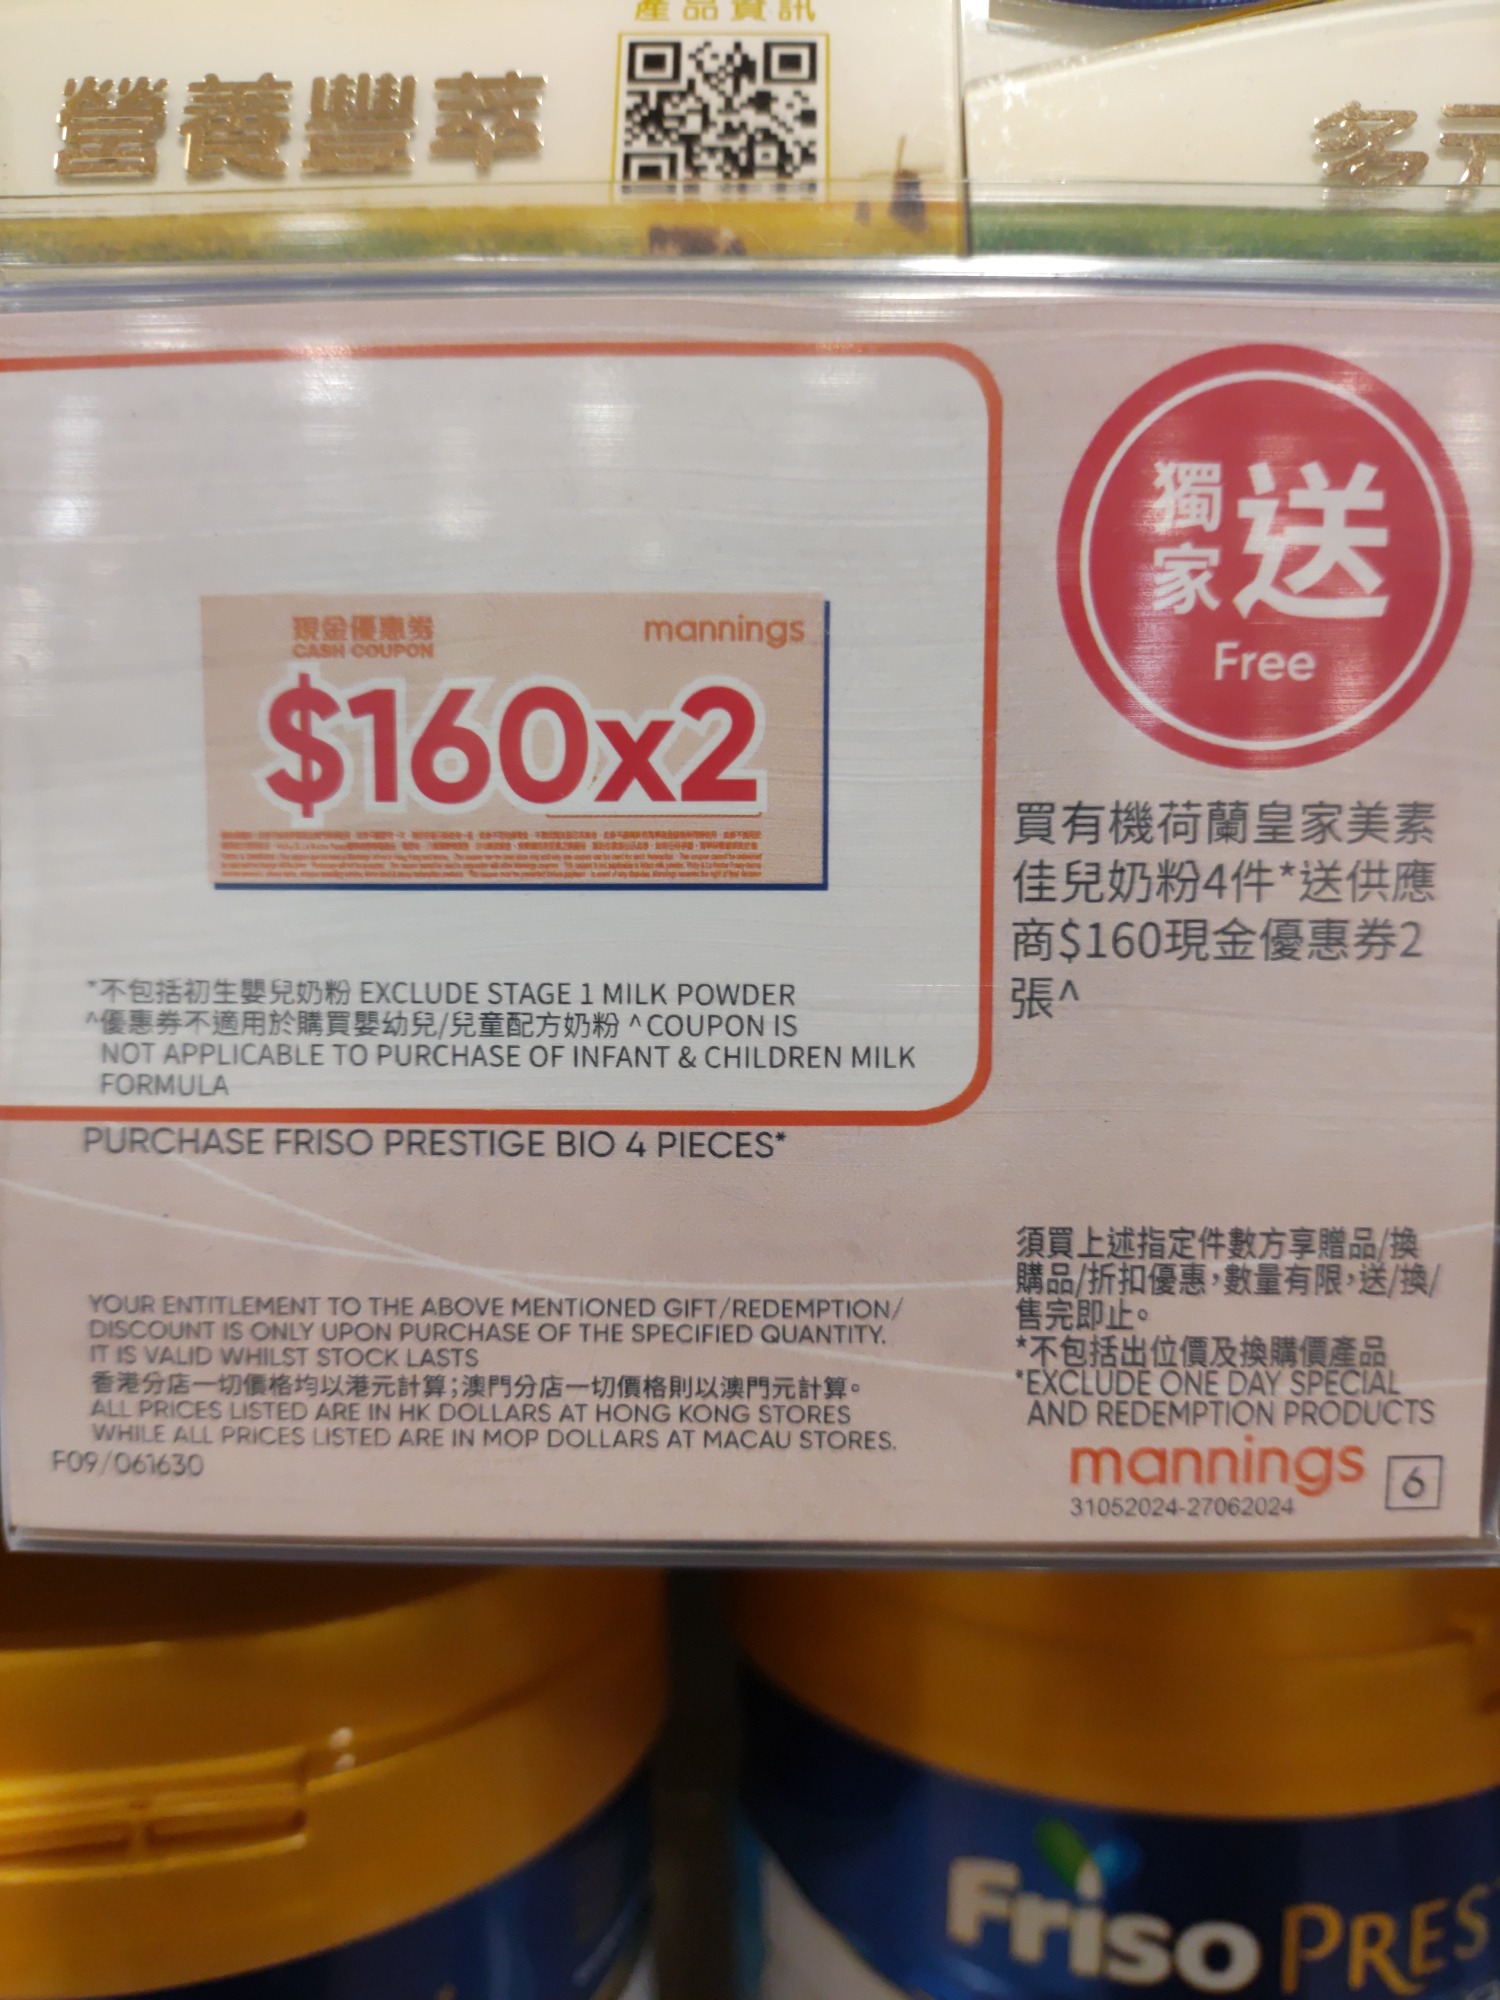 產品資訊
營養豐萃
多元
獨家送
Free
現金優惠券
CASH COUPON
mannings
$160x2
買有機荷蘭皇家美素
佳兒奶粉4件*送供應
商$160現金優惠券2
張^
*不包括初生嬰兒奶粉 EXCLUDE STAGE 1 MILK POWDER
^優惠券不適用於購買嬰幼兒/兒童配方奶粉 ^COUPON IS
NOT APPLICABLE TO PURCHASE OF INFANT & CHILDREN MILK
FORMULA
PURCHASE FRISO PRESTIGE BIO 4 PIECES*
YOUR ENTITLEMENT TO THE ABOVE MENTIONED GIFT/REDEMPTION/
DISCOUNT IS ONLY UPON PURCHASE OF THE SPECIFIED QUANTITY.
IT IS VALID WHILST STOCK LASTS
香港分店一切價格均以港元計算;澳門分店一切價格則以澳門元計算。
ALL PRICES LISTED ARE IN HK DOLLARS AT HONG KONG STORES
WHILE ALL PRICES LISTED ARE IN MOP DOLLARS AT MACAU STORES.
F09/061630
須買上述指定件數方享贈品/換
購品/折扣優惠,數量有限,送/換/
售完即止。
*不包括出位價及換購價產品
*EXCLUDE ONE DAY SPECIAL
AND REDEMPTION PRODUCTS
mannings
6
31052024-27062024
Friso PRES